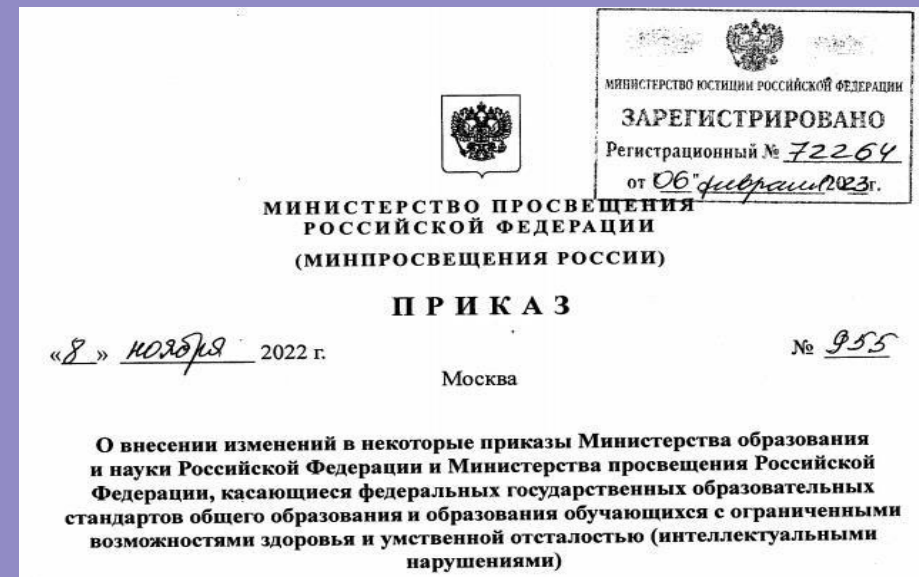 МИНИСТЕРСТВО ЮСТИЦИИ РОССИЙСКОЙ ФЕДЕРАЦИИ
ЗАРЕГИСТРИРОВАНО
Регистрационный № 72264
от "06" февраля 2023г.
МИНИСТЕРСТВО ПРОСВЕЩЕНИЯ
РОССИЙСКОЙ ФЕДЕРАЦИИ
(МИНПРОСВЕЩЕНИЯ РОССИИ)
ПРИКАЗ
«8» ноября 2022 г.
№ 955
Москва
О внесении изменений в некоторые приказы Министерства образования
и науки Российской Федерации и Министерства просвещения Российской
Федерации, касающиеся федеральных государственных образовательных
стандартов общего образования и образования обучающихся с ограниченными
возможностями здоровья и умственной отсталостью (интеллектуальными
нарушениями)